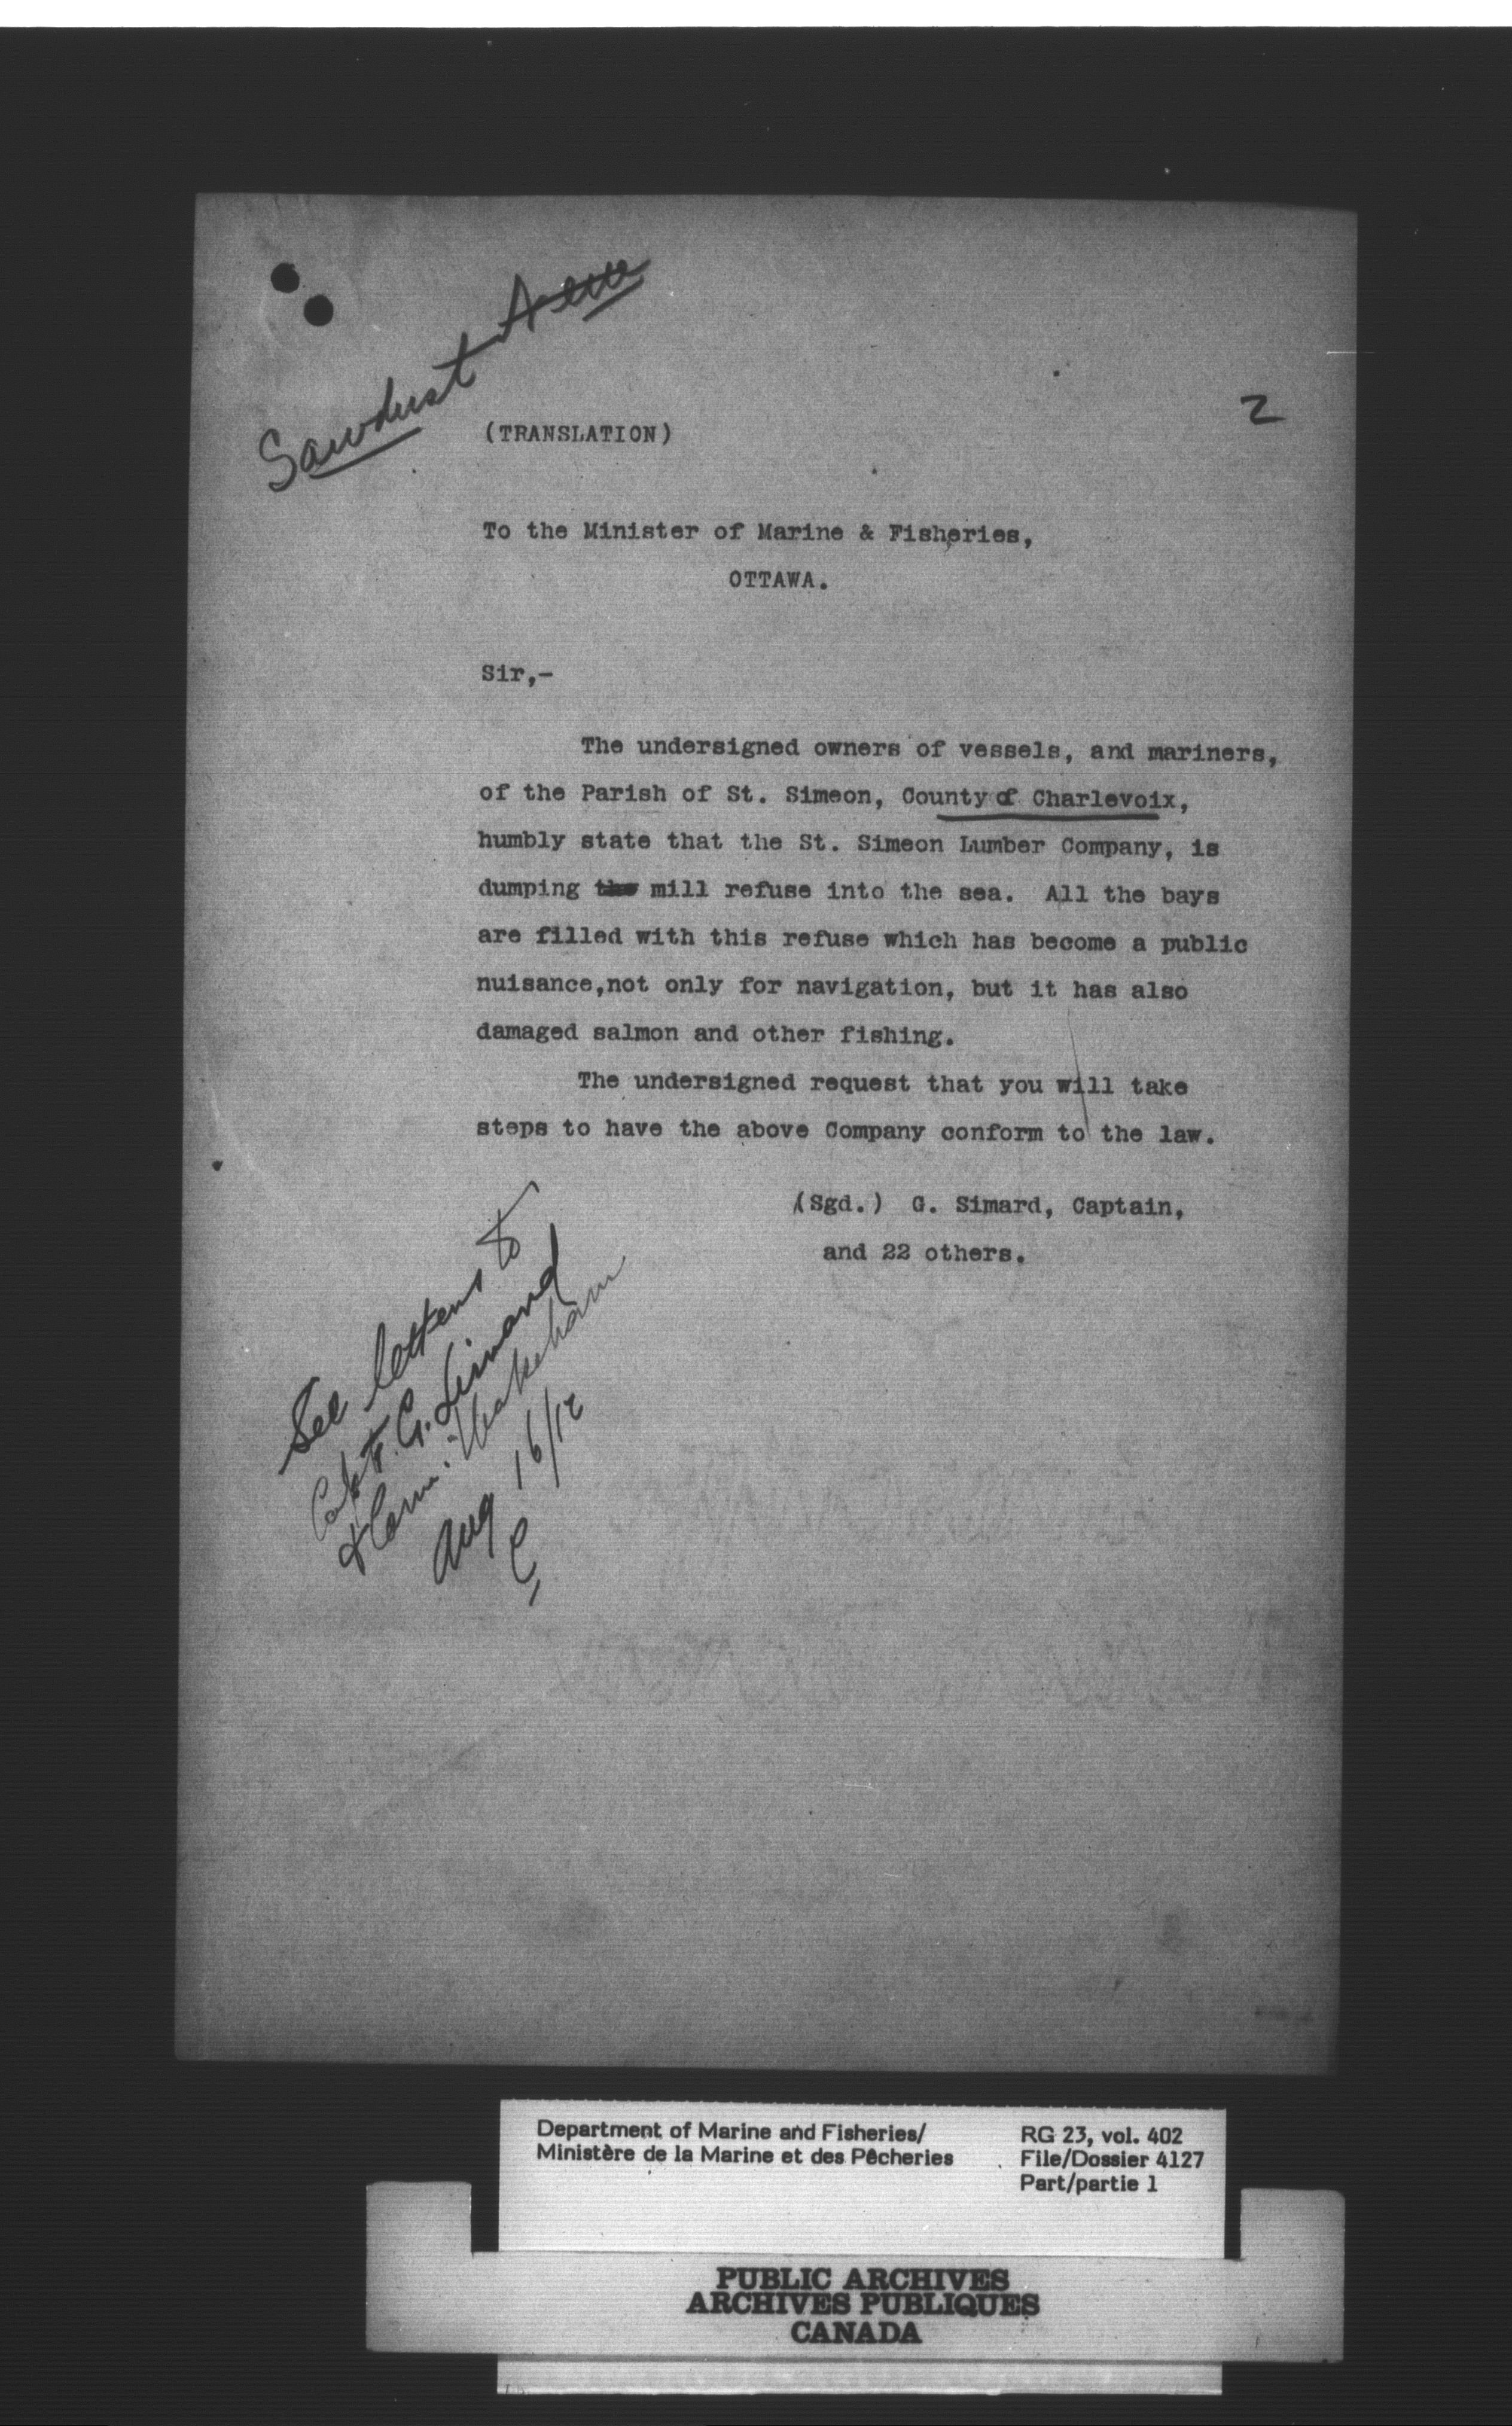 Sawdust
2
(TRANSLATION)
To the Minister of Marine & Fisheries,
OTTAWA.
Sir,-
The undersigned owners of vessels, and mariners,
of the Parish of St. Simeon, County of Charlevoix,
humbly state that the St. Simeon Lumber Company, is
dumping the mill refuse into the sea. All the bays
are filled with this refuse which has become a public
nuisance,not only for navigation, but it has also
damaged salmon and other fishing.
The undersigned request that you will take
steps to have the above Company conform to the law.
(Sgd.) G. Simard, Captain,
and 22 others.
See letters to
Capt. G. Simard
& Com. Wakeham
Aug 16/12
Department of Marine and Fisheries/
Ministère de la Marine et des Pêcheries
RG 23, vol. 402
File/Dossier 4127
Part/partie 1
PUBLIC ARCHIVES
ARCHIVES PUBLIQUES
CANADA